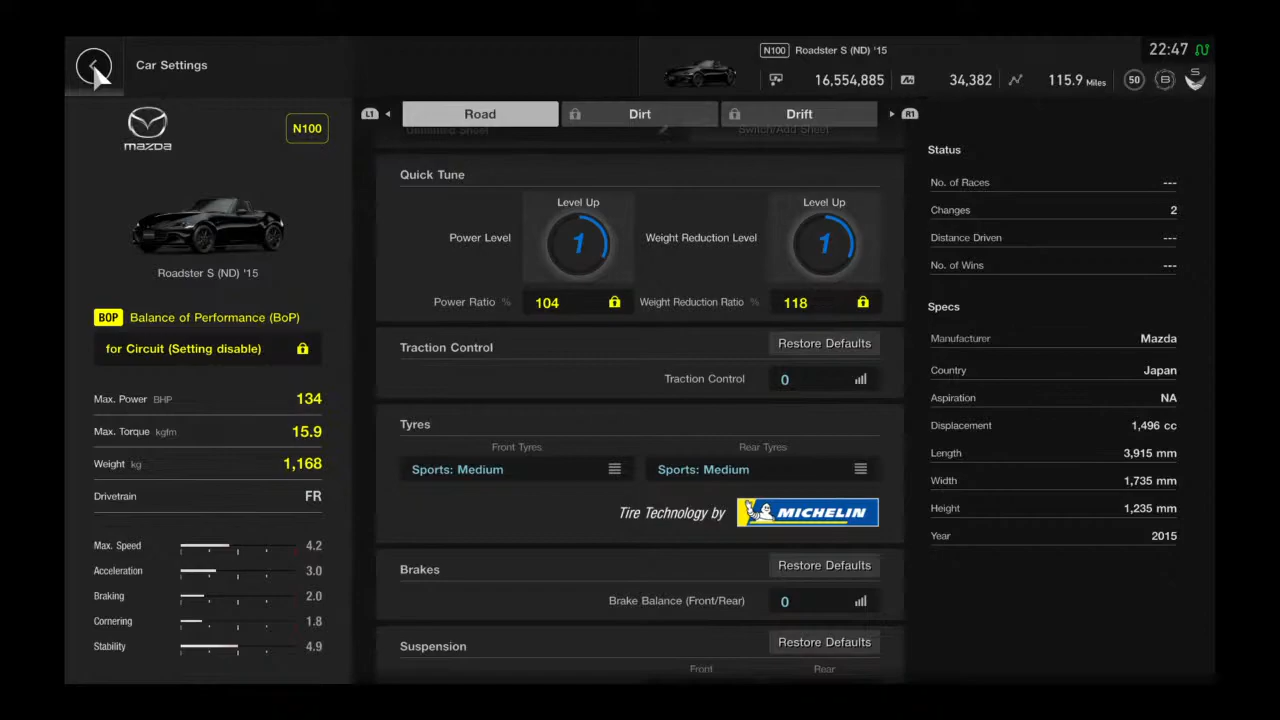 Car Settings
N100 Roadster S (ND) '15
16,554,885 34,382 115.9 Miles 50 B S
22:47
L1 Road Dirt Drift R1
Switch/Add Sheet
mazda
N100
Roadster S (ND) '15
BOP Balance of Performance (BoP)
for Circuit (Setting disable)
Max. Power BHP 134
Max. Torque kgfm 15.9
Weight kg 1,168
Drivetrain FR
Max. Speed 4.2
Acceleration 3.0
Braking 2.0
Cornering 1.8
Stability 4.9
Quick Tune
Level Up Level Up
Power Level 1 Weight Reduction Level 1
Power Ratio % 104 Weight Reduction Ratio % 118
Traction Control Restore Defaults
Traction Control 0
Tyres
Front Tyres Rear Tyres
Sports: Medium Sports: Medium
Tire Technology by MICHELIN
Brakes Restore Defaults
Brake Balance (Front/Rear) 0
Suspension Restore Defaults
Front Rear
Status
No. of Races ---
Changes 2
Distance Driven ---
No. of Wins ---
Specs
Manufacturer Mazda
Country Japan
Aspiration NA
Displacement 1,496 cc
Length 3,915 mm
Width 1,735 mm
Height 1,235 mm
Year 2015